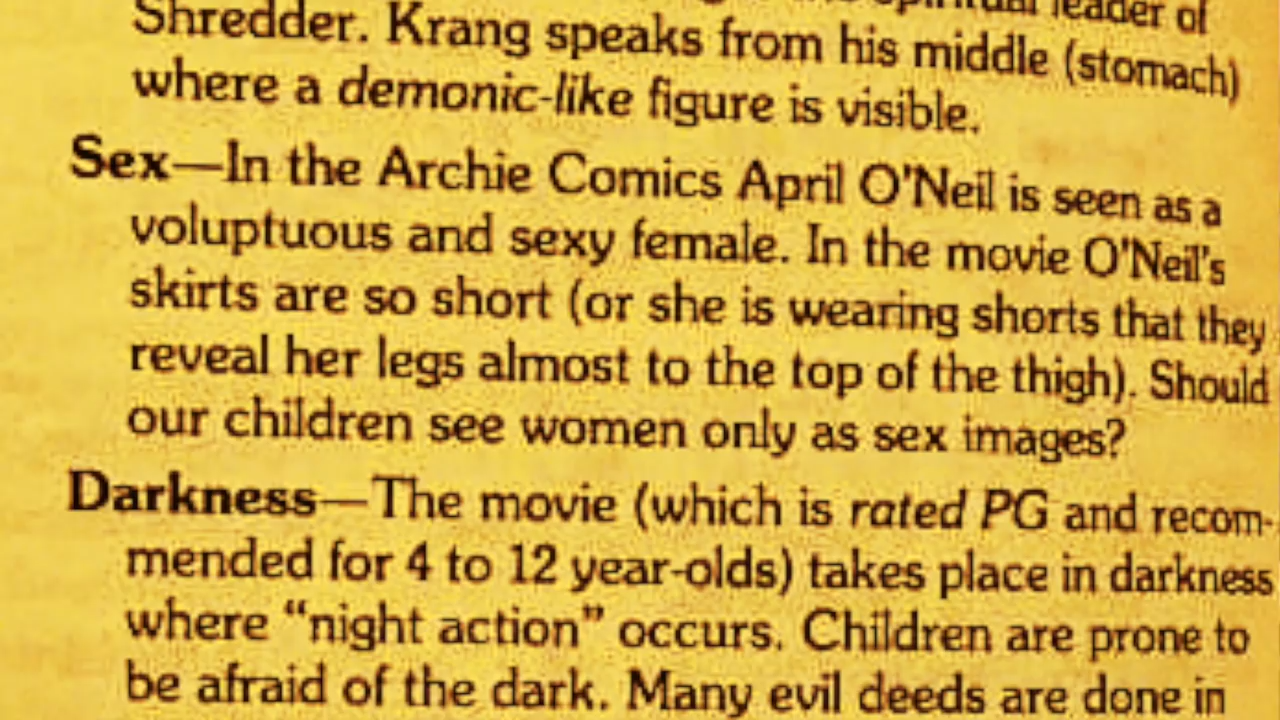 spiritual leader of
Shredder. Krang speaks from his middle (stomach)
where a demonic-like figure is visible.
Sex—In the Archie Comics April O'Neil is seen as a
voluptuous and sexy female. In the movie O'Neil's
skirts are so short (or she is wearing shorts that they
reveal her legs almost to the top of the thigh). Should
our children see women only as sex images?
Darkness—The movie (which is rated PG and recom-
mended for 4 to 12 year-olds) takes place in darkness
where “night action” occurs. Children are prone to
be afraid of the dark. Many evil deeds are done in